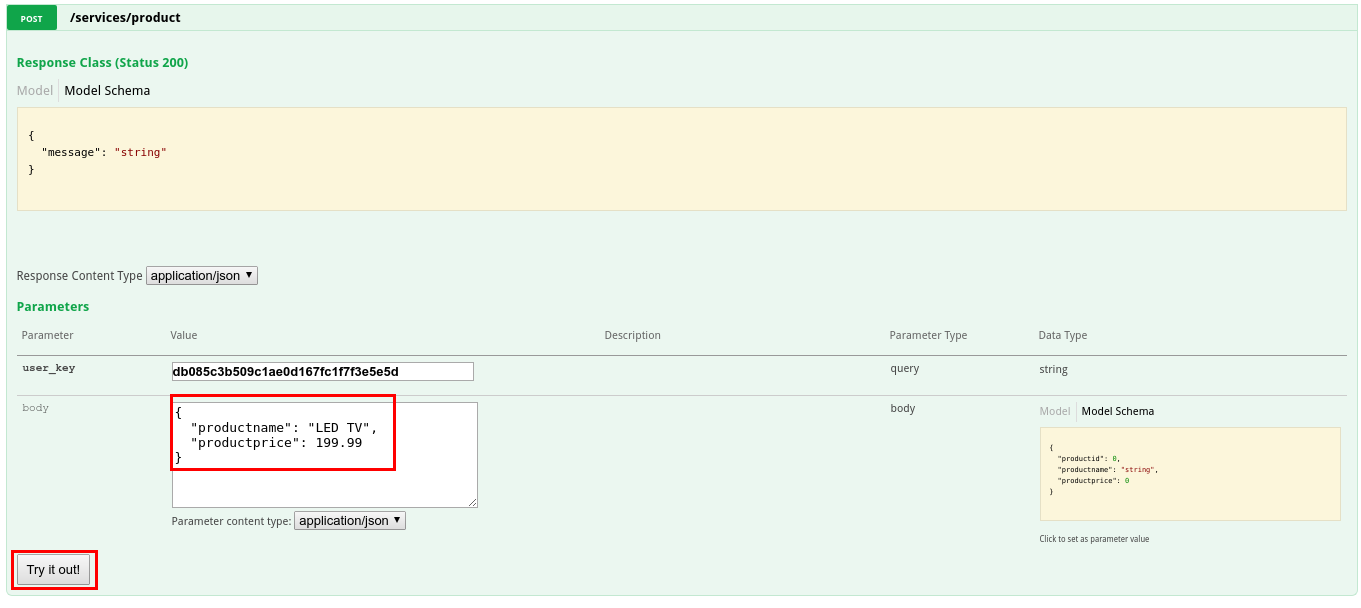 POST /services/product
Response Class (Status 200)
Model Model Schema
{
  "message": "string"
}
Response Content Type application/json
Parameters
Parameter Value Description Parameter Type Data Type
user_key db085c3b509c1ae0d167fc1f7f3e5e5d query string
body
{
  "productname": "LED TV",
  "productprice": 199.99
}
Parameter content type: application/json
body
Model Model Schema
{
  "productid": 0,
  "productname": "string",
  "productprice": 0
}
Click to set as parameter value
Try it out!